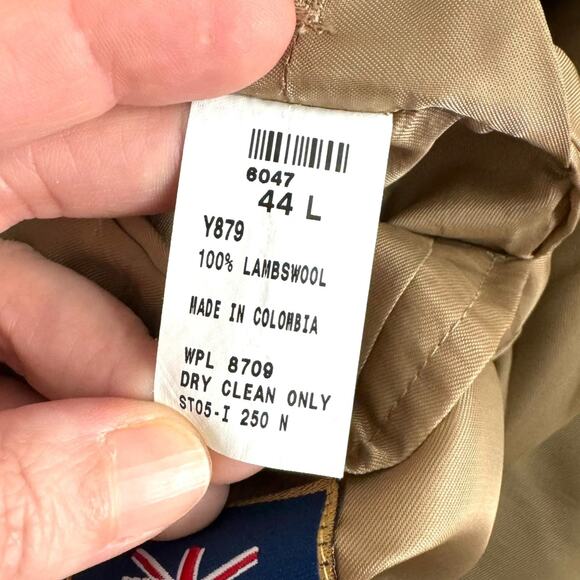 6047
44 L
Y879
100% LAMBSWOOL
MADE IN COLOMBIA
WPL 8709
DRY CLEAN ONLY
ST05-I 250 N